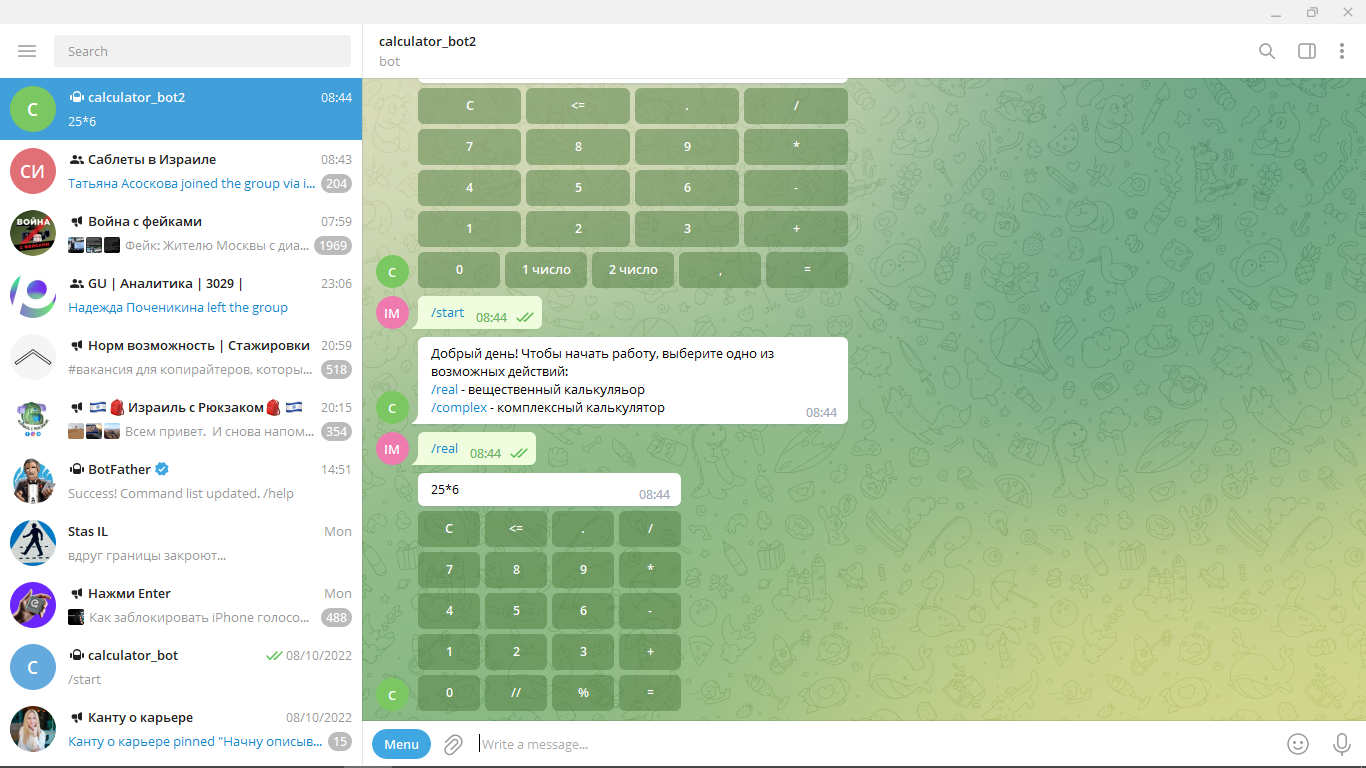 Search
calculator_bot2 08:44
25*6
СИ
Саблеты в Израиле 08:43
Татьяна Асоскова joined the group via i... 204
ВОЙНА
С ФЕЙКАМИ
Война с фейками 07:59
Фейк: Жителю Москвы с диа... 1969
GU | Аналитика | 3029 | 23:06
Надежда Поченикина left the group
Норм возможность | Стажировки 20:59
#вакансия для копирайтеров, которы... 518
🇮🇱 🎒 Израиль с Рюкзаком🎒 🇮🇱 20:15
Всем привет. И снова напом... 354
BotFather 14:51
Success! Command list updated. /help
Stas IL Mon
вдруг границы закроют...
Нажми Enter Mon
Как заблокировать iPhone голосо... 488
C
calculator_bot 08/10/2022
/start
Канту о карьере 08/10/2022
Канту о карьере pinned "Начну описыв... 15
C
calculator_bot2
bot
C <= . /
7 8 9 *
4 5 6 -
1 2 3 +
0 1 число 2 число , =
C
IM
/start 08:44
Добрый день! Чтобы начать работу, выберите одно из
возможных действий:
/real - вещественный калькуляьор
/complex - комплексный калькулятор 08:44
C
IM
/real 08:44
25*6 08:44
C <= . /
7 8 9 *
4 5 6 -
1 2 3 +
0 // % =
C
Menu
Write a message...